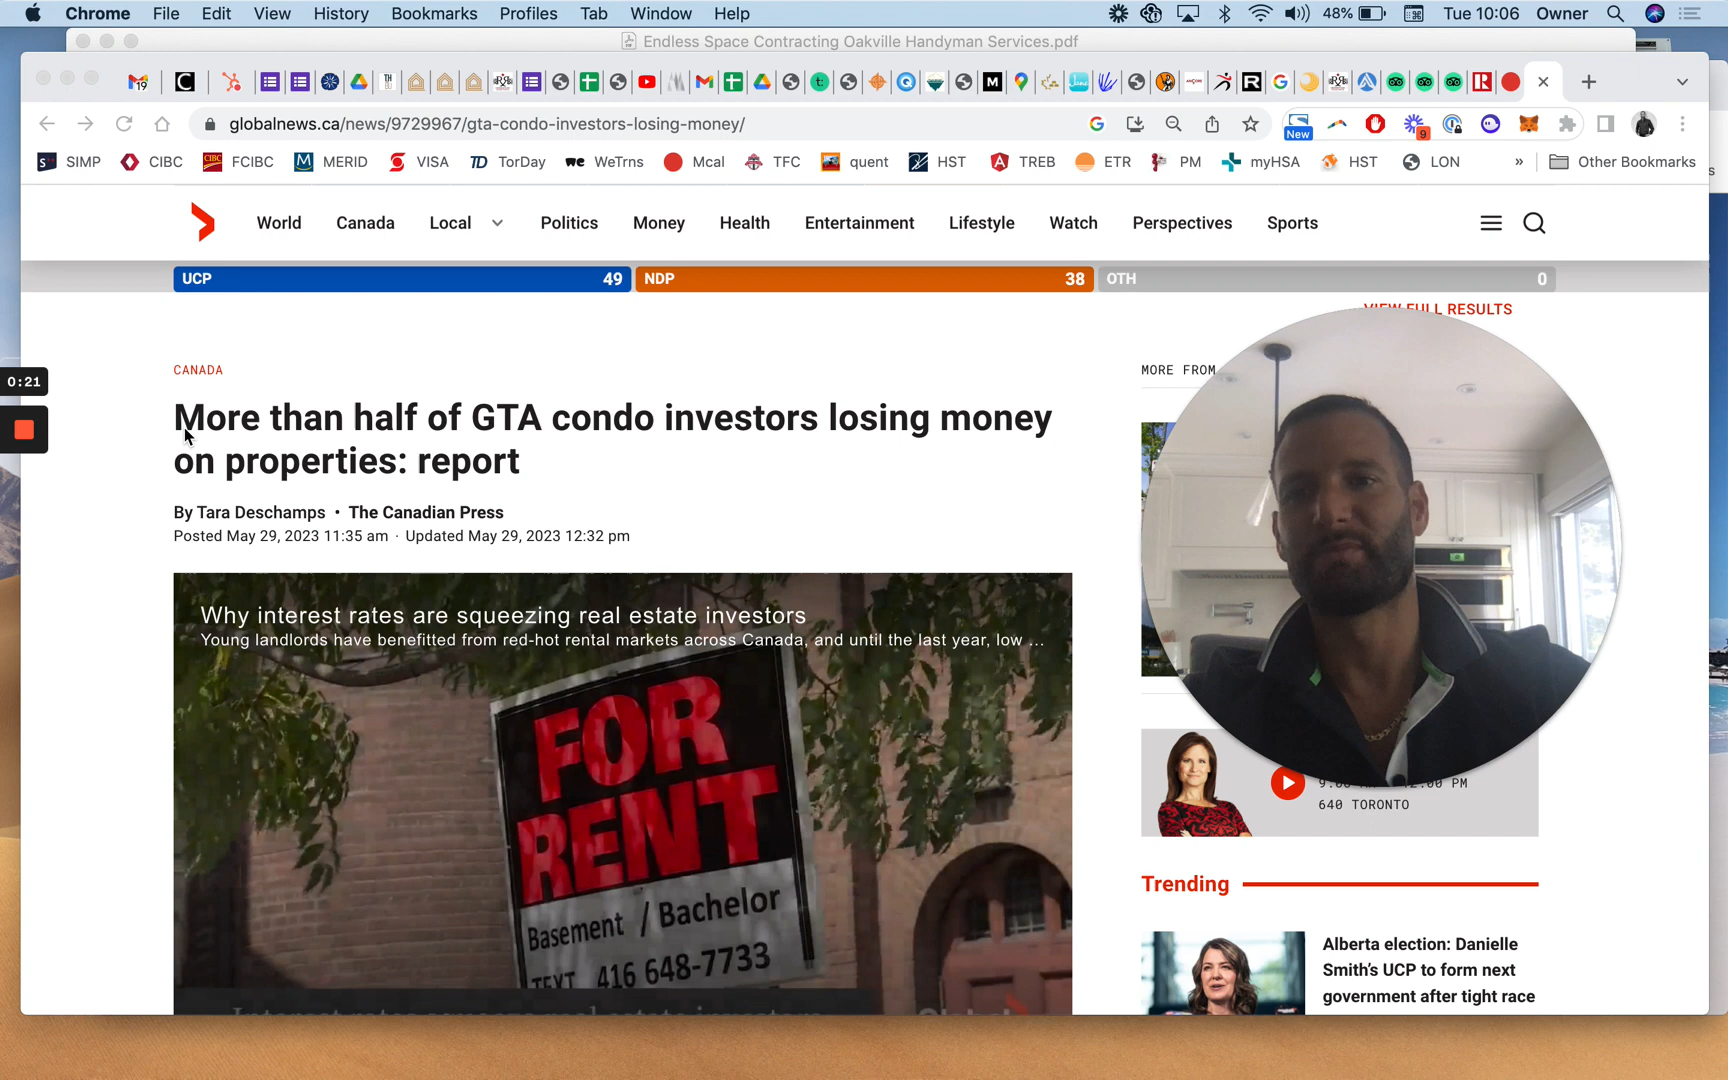 Chrome File Edit View History Bookmarks Profiles Tab Window Help 48% Tue 10:06 Owner
Endless Space Contracting Oakville Handyman Services.pdf
globalnews.ca/news/9729967/gta-condo-investors-losing-money/
New
9
SIMP CIBC FCIBC MERID VISA TorDay WeTrns Mcal TFC quent HST TREB ETR PM myHSA HST LON » Other Bookmarks
World Canada Local Politics Money Health Entertainment Lifestyle Watch Perspectives Sports
UCP 49 NDP 38 OTH 0
VIEW FULL RESULTS
0:21
CANADA
More than half of GTA condo investors losing money
on properties: report
By Tara Deschamps • The Canadian Press
Posted May 29, 2023 11:35 am · Updated May 29, 2023 12:32 pm
Why interest rates are squeezing real estate investors
Young landlords have benefitted from red-hot rental markets across Canada, and until the last year, low ...
FOR
RENT
Basement / Bachelor
TEXT 416 648-7733
MORE FROM
640 TORONTO
Trending
Alberta election: Danielle
Smith's UCP to form next
government after tight race